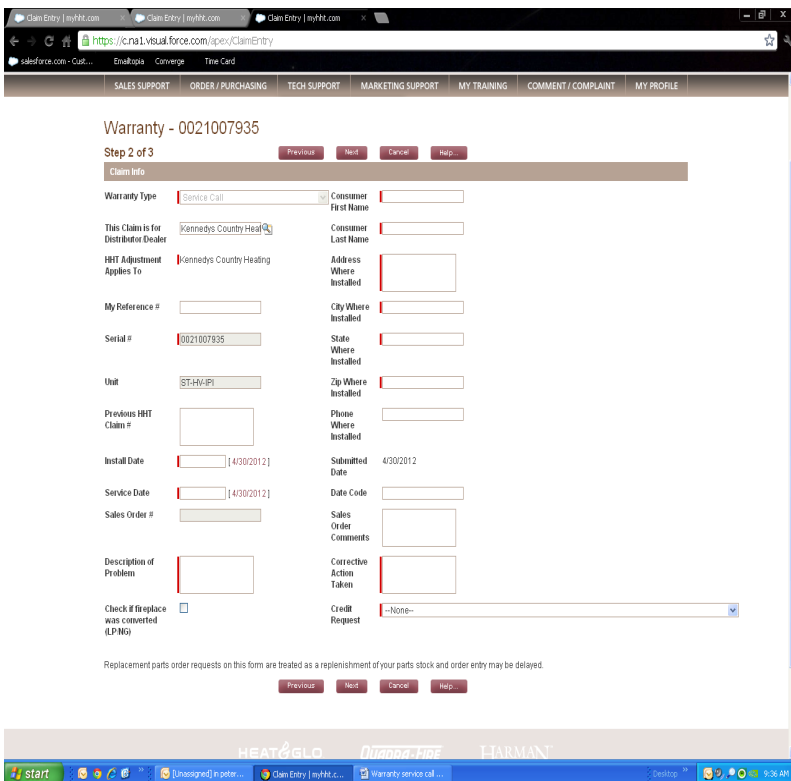 Claim Entry | myhht.com
Claim Entry | myhht.com
Claim Entry | myhht.com
https://c.na1.visual.force.com/apex/ClaimEntry
salesforce.com - Cust... Emailtopia Converge Time Card
SALES SUPPORT ORDER / PURCHASING TECH SUPPORT MARKETING SUPPORT MY TRAINING COMMENT / COMPLAINT MY PROFILE
Warranty - 0021007935
Step 2 of 3 Previous Next Cancel Help...
Claim Info
Warranty Type Service Call Consumer
First Name
This Claim is for Kennedys Country Heat Consumer
Distributor/Dealer Last Name
HHT Adjustment Kennedys Country Heating Address
Applies To Where
Installed
My Reference # City Where
Installed
Serial # 0021007935 State
Where
Installed
Unit ST-HV-IPI Zip Where
Installed
Previous HHT Phone
Claim # Where
Installed
Install Date [ 4/30/2012 ] Submitted 4/30/2012
Date
Service Date [ 4/30/2012 ] Date Code
Sales Order # Sales
Order
Comments
Description of Corrective
Problem Action
Taken
Check if fireplace Credit --None--
was converted Request
(LP/NG)
Replacement parts order requests on this form are treated as a replenishment of your parts stock and order entry may be delayed.
Previous Next Cancel Help...
HEAT&GLO QUADRA-FIRE HARMAN
start [Unassigned] in peter... Claim Entry | myhht.c... Warranty service call ... Desktop 9:36 AM